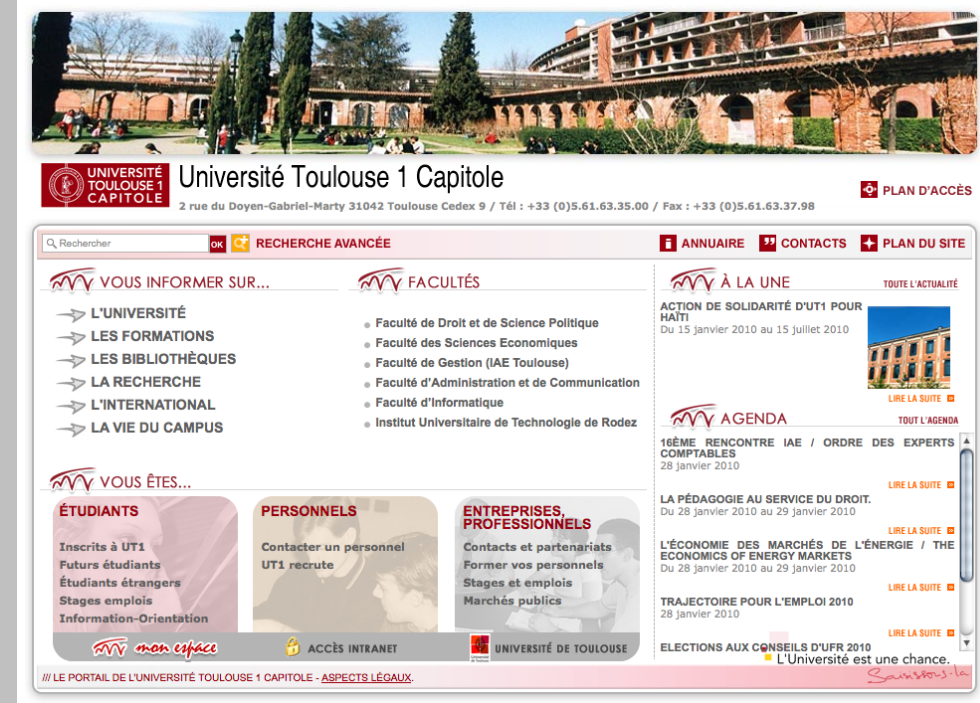 UNIVERSITÉ
TOULOUSE 1
CAPITOLE
Université Toulouse 1 Capitole
2 rue du Doyen-Gabriel-Marty 31042 Toulouse Cedex 9 / Tél : +33 (0)5.61.63.35.00 / Fax : +33 (0)5.61.63.37.98
PLAN D'ACCÈS
Rechercher
OK
RECHERCHE AVANCÉE
ANNUAIRE
CONTACTS
PLAN DU SITE
VOUS INFORMER SUR...
L'UNIVERSITÉ
LES FORMATIONS
LES BIBLIOTHÈQUES
LA RECHERCHE
L'INTERNATIONAL
LA VIE DU CAMPUS
FACULTÉS
Faculté de Droit et de Science Politique
Faculté des Sciences Economiques
Faculté de Gestion (IAE Toulouse)
Faculté d'Administration et de Communication
Faculté d'Informatique
Institut Universitaire de Technologie de Rodez
À LA UNE
TOUTE L'ACTUALITÉ
ACTION DE SOLIDARITÉ D'UT1 POUR
HAÏTI
Du 15 janvier 2010 au 15 juillet 2010
LIRE LA SUITE
AGENDA
TOUT L'AGENDA
16ÈME RENCONTRE IAE / ORDRE DES EXPERTS
COMPTABLES
28 janvier 2010
LIRE LA SUITE
LA PÉDAGOGIE AU SERVICE DU DROIT.
Du 28 janvier 2010 au 29 janvier 2010
LIRE LA SUITE
L'ÉCONOMIE DES MARCHÉS DE L'ÉNERGIE / THE
ECONOMICS OF ENERGY MARKETS
Du 28 janvier 2010 au 29 janvier 2010
LIRE LA SUITE
TRAJECTOIRE POUR L'EMPLOI 2010
28 janvier 2010
LIRE LA SUITE
ELECTIONS AUX CONSEILS D'UFR 2010
VOUS ÊTES...
ÉTUDIANTS
Inscrits à UT1
Futurs étudiants
Étudiants étrangers
Stages emplois
Information-Orientation
PERSONNELS
Contacter un personnel
UT1 recrute
ENTREPRISES,
PROFESSIONNELS
Contacts et partenariats
Former vos personnels
Stages et emplois
Marchés publics
mon espace
ACCÈS INTRANET
UNIVERSITÉ DE TOULOUSE
L'Université est une chance.
Saisissons-la
/// LE PORTAIL DE L'UNIVERSITÉ TOULOUSE 1 CAPITOLE - ASPECTS LÉGAUX.